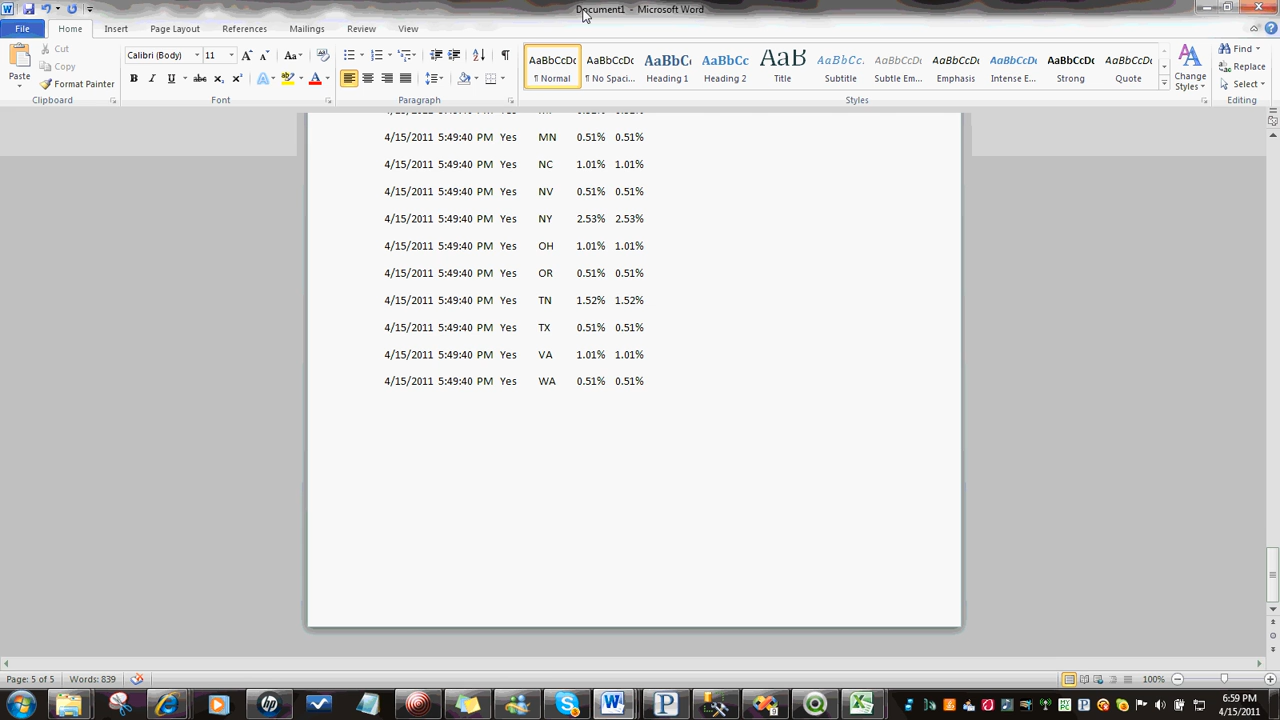 Document1 - Microsoft Word
File Home Insert Page Layout References Mailings Review View
Paste Cut Copy Format Painter Clipboard
Calibri (Body) 11 Font
Paragraph
AaBbCcDc AaBbCcDc AaBbC AaBbCc AaB AaBbCc. AaBbCcDc AaBbCcDc AaBbCcDc AaBbCcDc AaBbCcDc
¶ Normal ¶ No Spaci... Heading 1 Heading 2 Title Subtitle Subtle Em... Emphasis Intense E... Strong Quote
Change Styles Styles
Find Replace Select Editing
4/15/2011 5:49:40 PM Yes MN 0.51% 0.51%
4/15/2011 5:49:40 PM Yes NC 1.01% 1.01%
4/15/2011 5:49:40 PM Yes NV 0.51% 0.51%
4/15/2011 5:49:40 PM Yes NY 2.53% 2.53%
4/15/2011 5:49:40 PM Yes OH 1.01% 1.01%
4/15/2011 5:49:40 PM Yes OR 0.51% 0.51%
4/15/2011 5:49:40 PM Yes TN 1.52% 1.52%
4/15/2011 5:49:40 PM Yes TX 0.51% 0.51%
4/15/2011 5:49:40 PM Yes VA 1.01% 1.01%
4/15/2011 5:49:40 PM Yes WA 0.51% 0.51%
Page: 5 of 5 Words: 839 100%
6:59 PM
4/15/2011